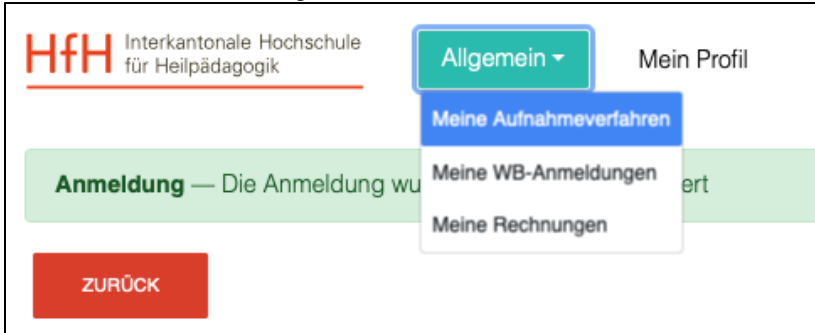 HfH Interkantonale Hochschule
für Heilpädagogik
Allgemein
Mein Profil
Meine Aufnahmeverfahren
Meine WB-Anmeldungen
Meine Rechnungen
Anmeldung — Die Anmeldung wu ert
ZURÜCK